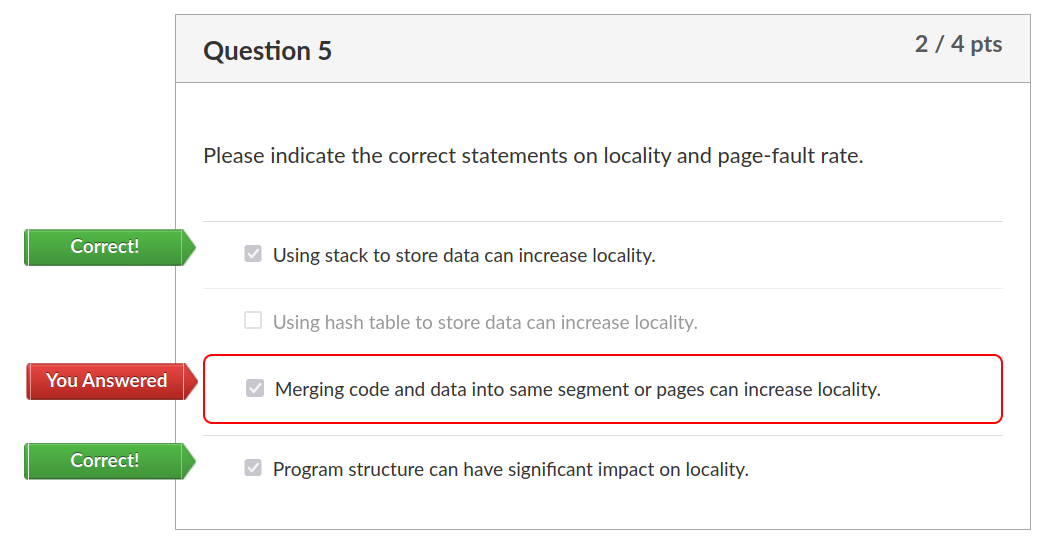 Question 5
2 / 4 pts
Please indicate the correct statements on locality and page-fault rate.
Correct!
Using stack to store data can increase locality.
Using hash table to store data can increase locality.
You Answered
Merging code and data into same segment or pages can increase locality.
Correct!
Program structure can have significant impact on locality.